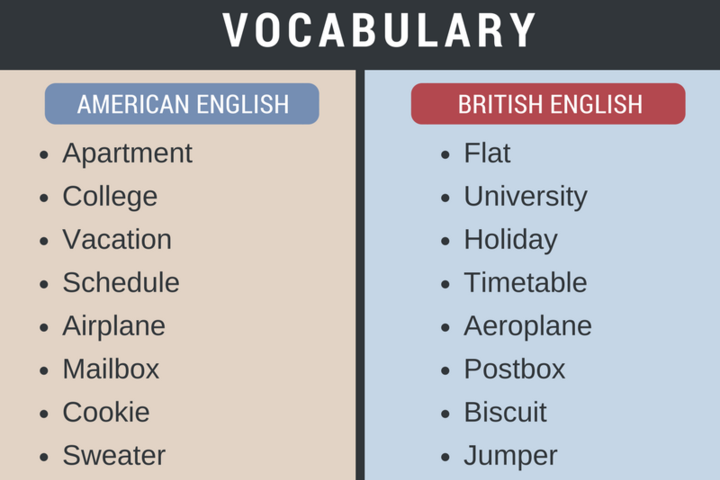 VOCABULARY
AMERICAN ENGLISH
• Apartment
• College
• Vacation
• Schedule
• Airplane
• Mailbox
• Cookie
• Sweater
BRITISH ENGLISH
• Flat
• University
• Holiday
• Timetable
• Aeroplane
• Postbox
• Biscuit
• Jumper